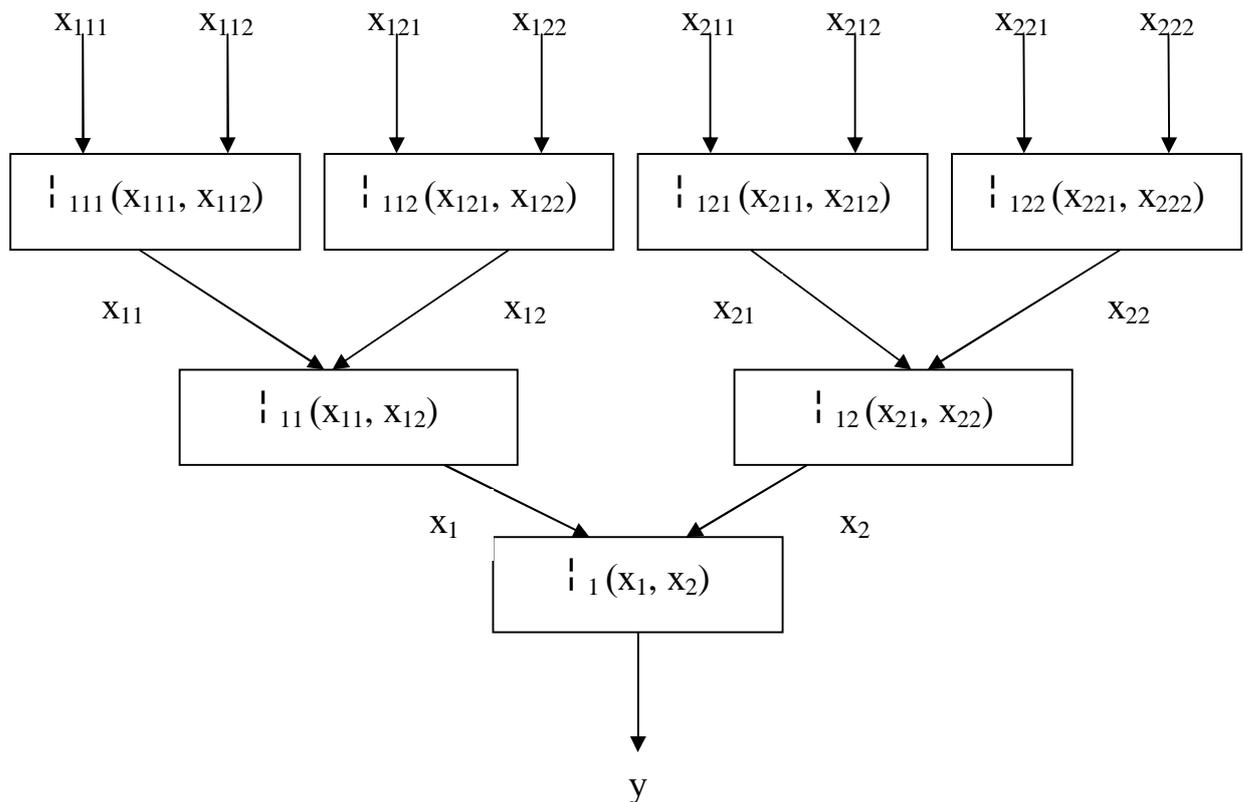 x₁₁₁ x₁₁₂ x₁₂₁ x₁₂₂ x₂₁₁ x₂₁₂ x₂₂₁ x₂₂₂
¦ ₁₁₁ (x₁₁₁, x₁₁₂) ¦ ₁₁₂ (x₁₂₁, x₁₂₂) ¦ ₁₂₁ (x₂₁₁, x₂₁₂) ¦ ₁₂₂ (x₂₂₁, x₂₂₂)
x₁₁ x₁₂ x₂₁ x₂₂
¦ ₁₁ (x₁₁, x₁₂) ¦ ₁₂ (x₂₁, x₂₂)
x₁ x₂
¦ ₁ (x₁, x₂)
y